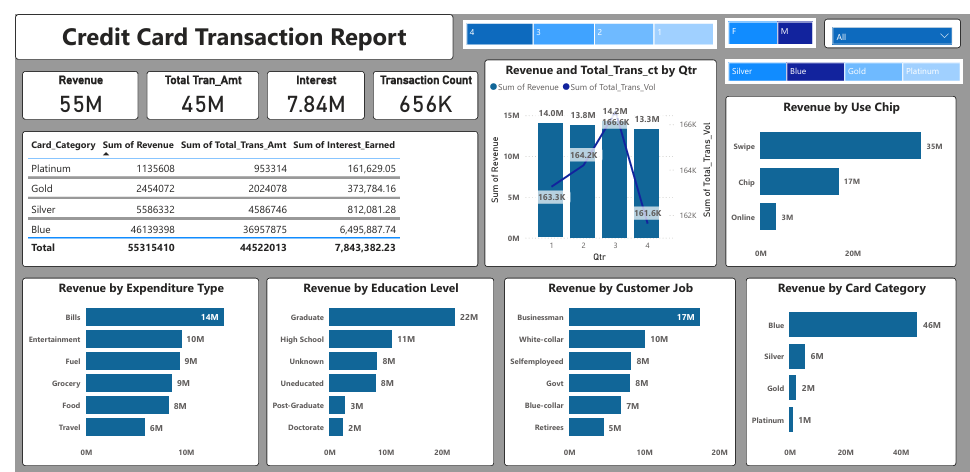 Credit Card Transaction Report
4 3 2 1
F M
All
Silver Blue Gold Platinum
Revenue
55M
Total Tran_Amt
45M
Interest
7.84M
Transaction Count
656K
Card_Category Sum of Revenue Sum of Total_Trans_Amt Sum of Interest_Earned
Platinum 1135608 953314 161,629.05
Gold 2454072 2024078 373,784.16
Silver 5586332 4586746 812,081.28
Blue 46139398 36957875 6,495,887.74
Total 55315410 44522013 7,843,382.23
Revenue and Total_Trans_ct by Qtr
Sum of Revenue Sum of Total_Trans_Vol
14.0M 13.8M 14.2M 13.3M
163.3K 164.2K 166.6K 161.6K
15M
10M
5M
0M
166K
164K
162K
Sum of Revenue
Sum of Total_Trans_Vol
1 2 3 4
Qtr
Revenue by Use Chip
Swipe 35M
Chip 17M
Online 3M
0M 20M
Revenue by Expenditure Type
Bills 14M
Entertainment 10M
Fuel 9M
Grocery 9M
Food 8M
Travel 6M
0M 10M
Revenue by Education Level
Graduate 22M
High School 11M
Unknown 8M
Uneducated 8M
Post-Graduate 3M
Doctorate 2M
0M 10M 20M
Revenue by Customer Job
Businessman 17M
White-collar 10M
Selfemployeed 8M
Govt 8M
Blue-collar 7M
Retirees 5M
0M 10M 20M
Revenue by Card Category
Blue 46M
Silver 6M
Gold 2M
Platinum 1M
0M 20M 40M